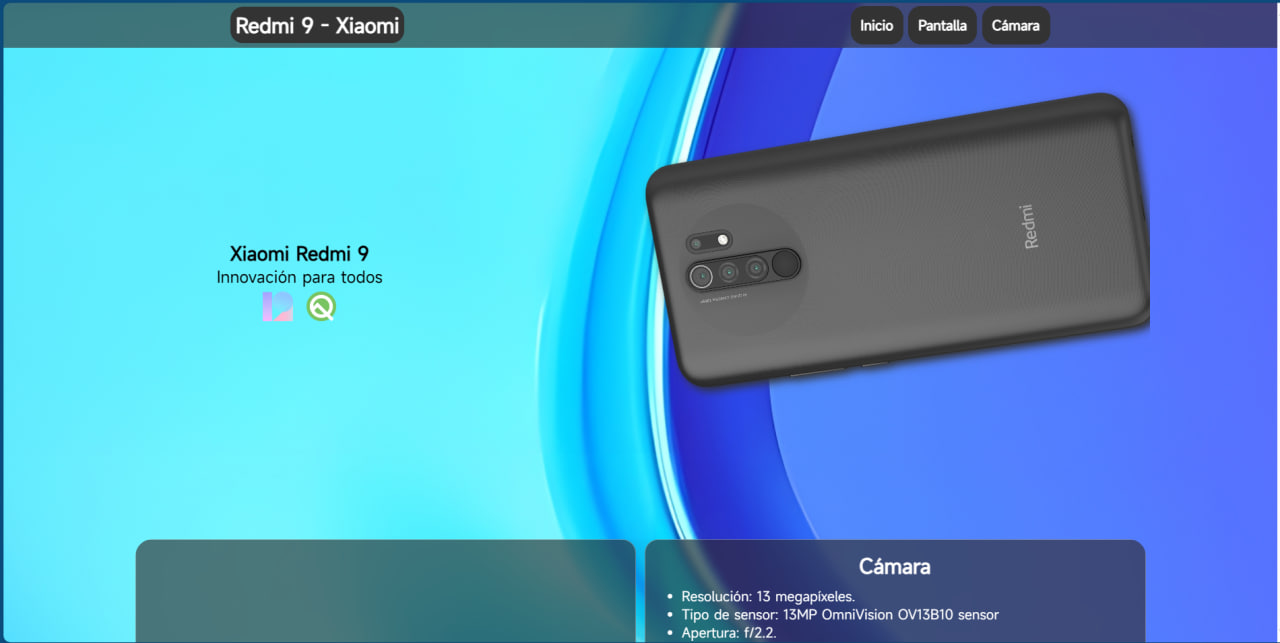 Redmi 9 - Xiaomi
Inicio
Pantalla
Cámara
Redmi
Xiaomi Redmi 9
Innovación para todos
Cámara
• Resolución: 13 megapíxeles.
• Tipo de sensor: 13MP OmniVision OV13B10 sensor
• Apertura: f/2.2.